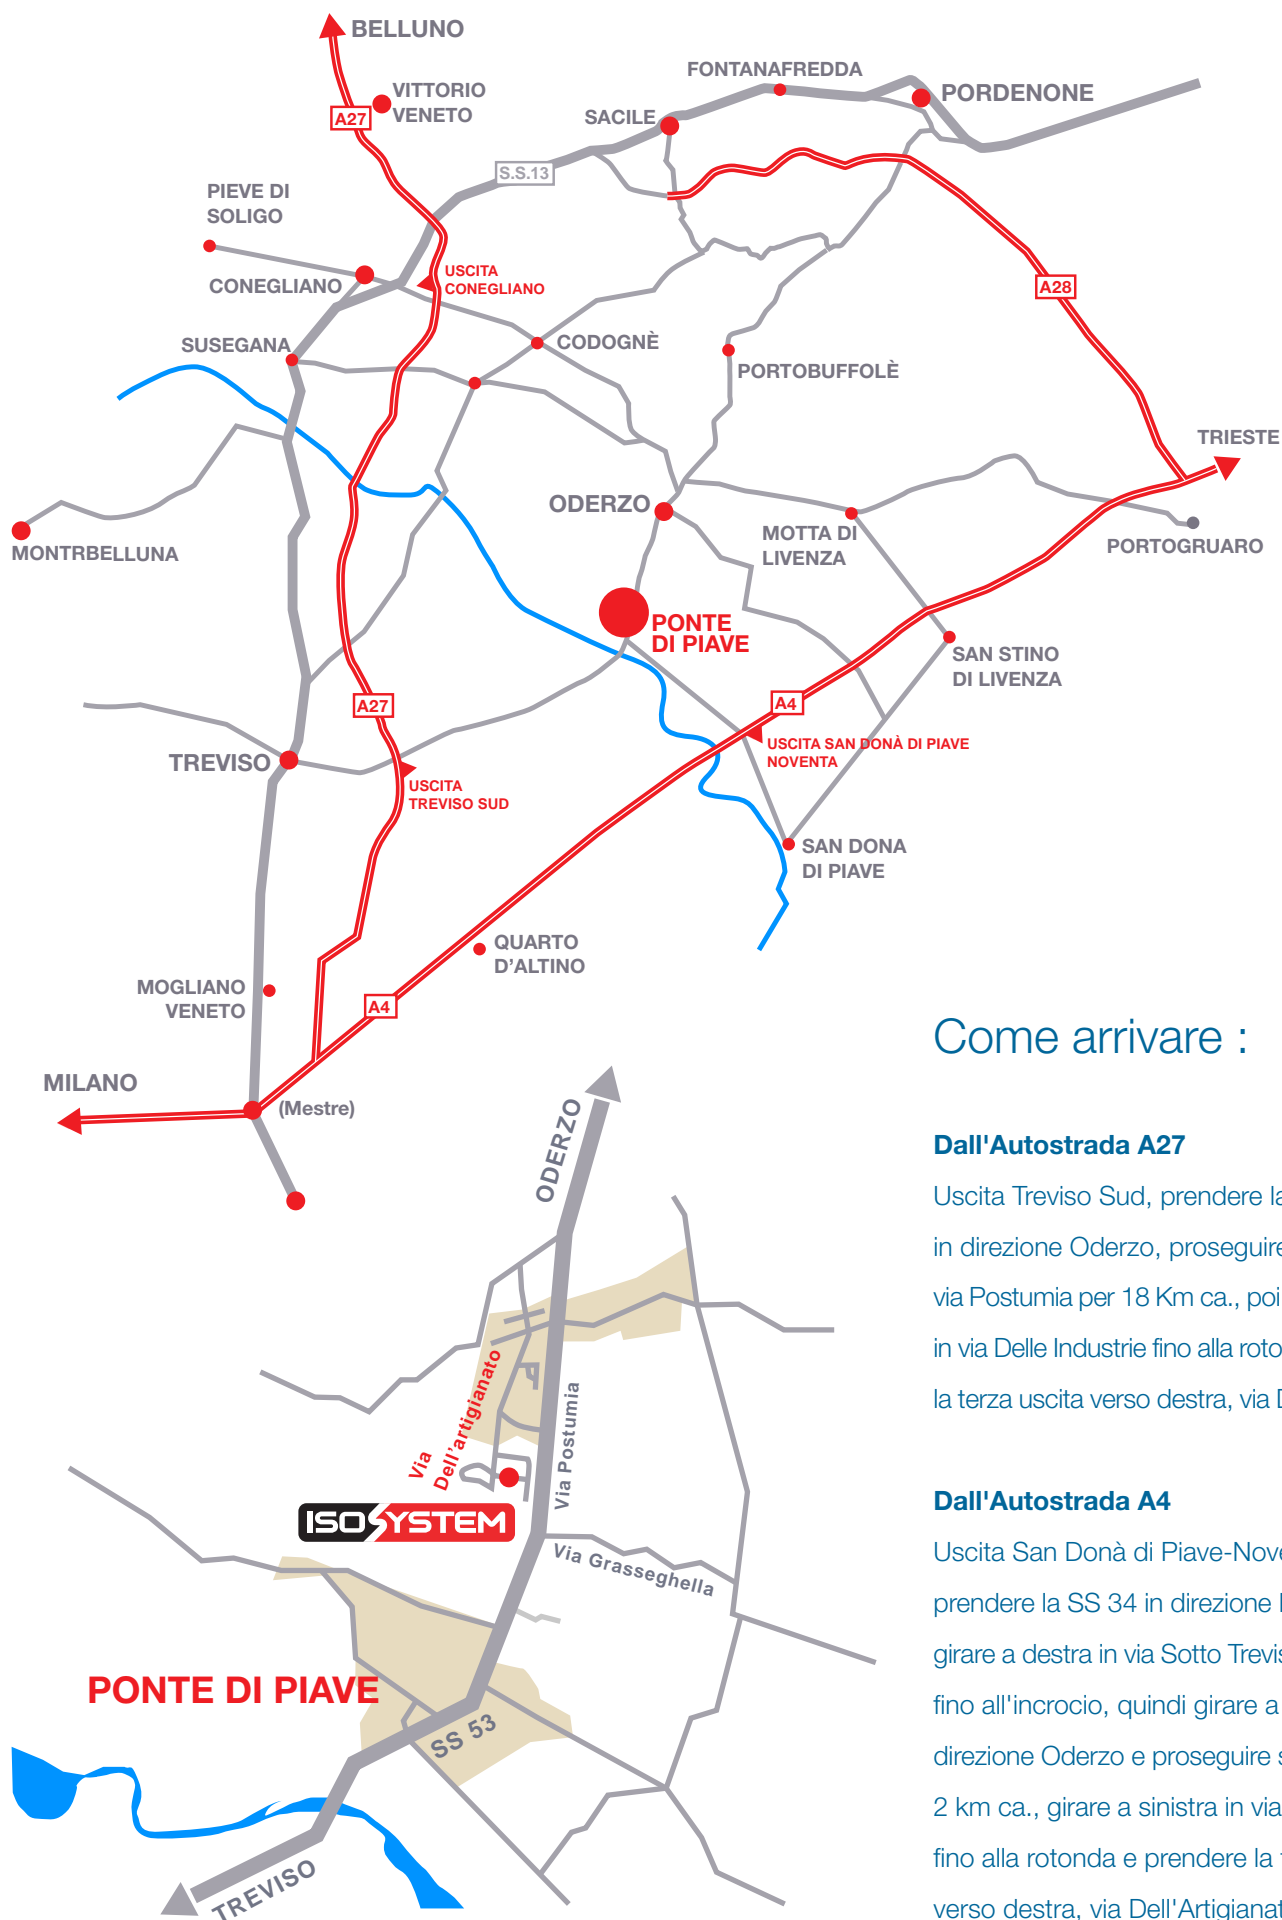 BELLUNO
VITTORIO
VENETO
A27
FONTANAFREDDA
PORDENONE
SACILE
S.S.13
PIEVE DI
SOLIGO
CONEGLIANO
USCITA
CONEGLIANO
A28
SUSEGANA
CODOGNÈ
PORTOBUFFOLÈ
TRIESTE
ODERZO
MOTTA DI
LIVENZA
PORTOGRUARO
MONTRBELLUNA
PONTE
DI PIAVE
SAN STINO
DI LIVENZA
A27
A4
USCITA SAN DONÀ DI PIAVE
NOVENTA
TREVISO
USCITA
TREVISO SUD
SAN DONA
DI PIAVE
QUARTO
D'ALTINO
MOGLIANO
VENETO
A4
MILANO
(Mestre)
ODERZO
Via
Dell'artigianato
Via Postumia
ISOSYSTEM
Via Grasseghella
PONTE DI PIAVE
SS 53
TREVISO
Come arrivare :
Dall'Autostrada A27
Uscita Treviso Sud, prendere
in direzione Oderzo, proseguire
via Postumia per 18 Km ca., poi
in via Delle Industrie fino alla
la terza uscita verso destra, via
Dall'Autostrada A4
Uscita San Donà di Piave-
prendere la SS 34 in direzione
girare a destra in via Sotto
fino all'incrocio, quindi girare a
direzione Oderzo e proseguire
2 km ca., girare a sinistra in via
fino alla rotonda e prendere la
verso destra, via